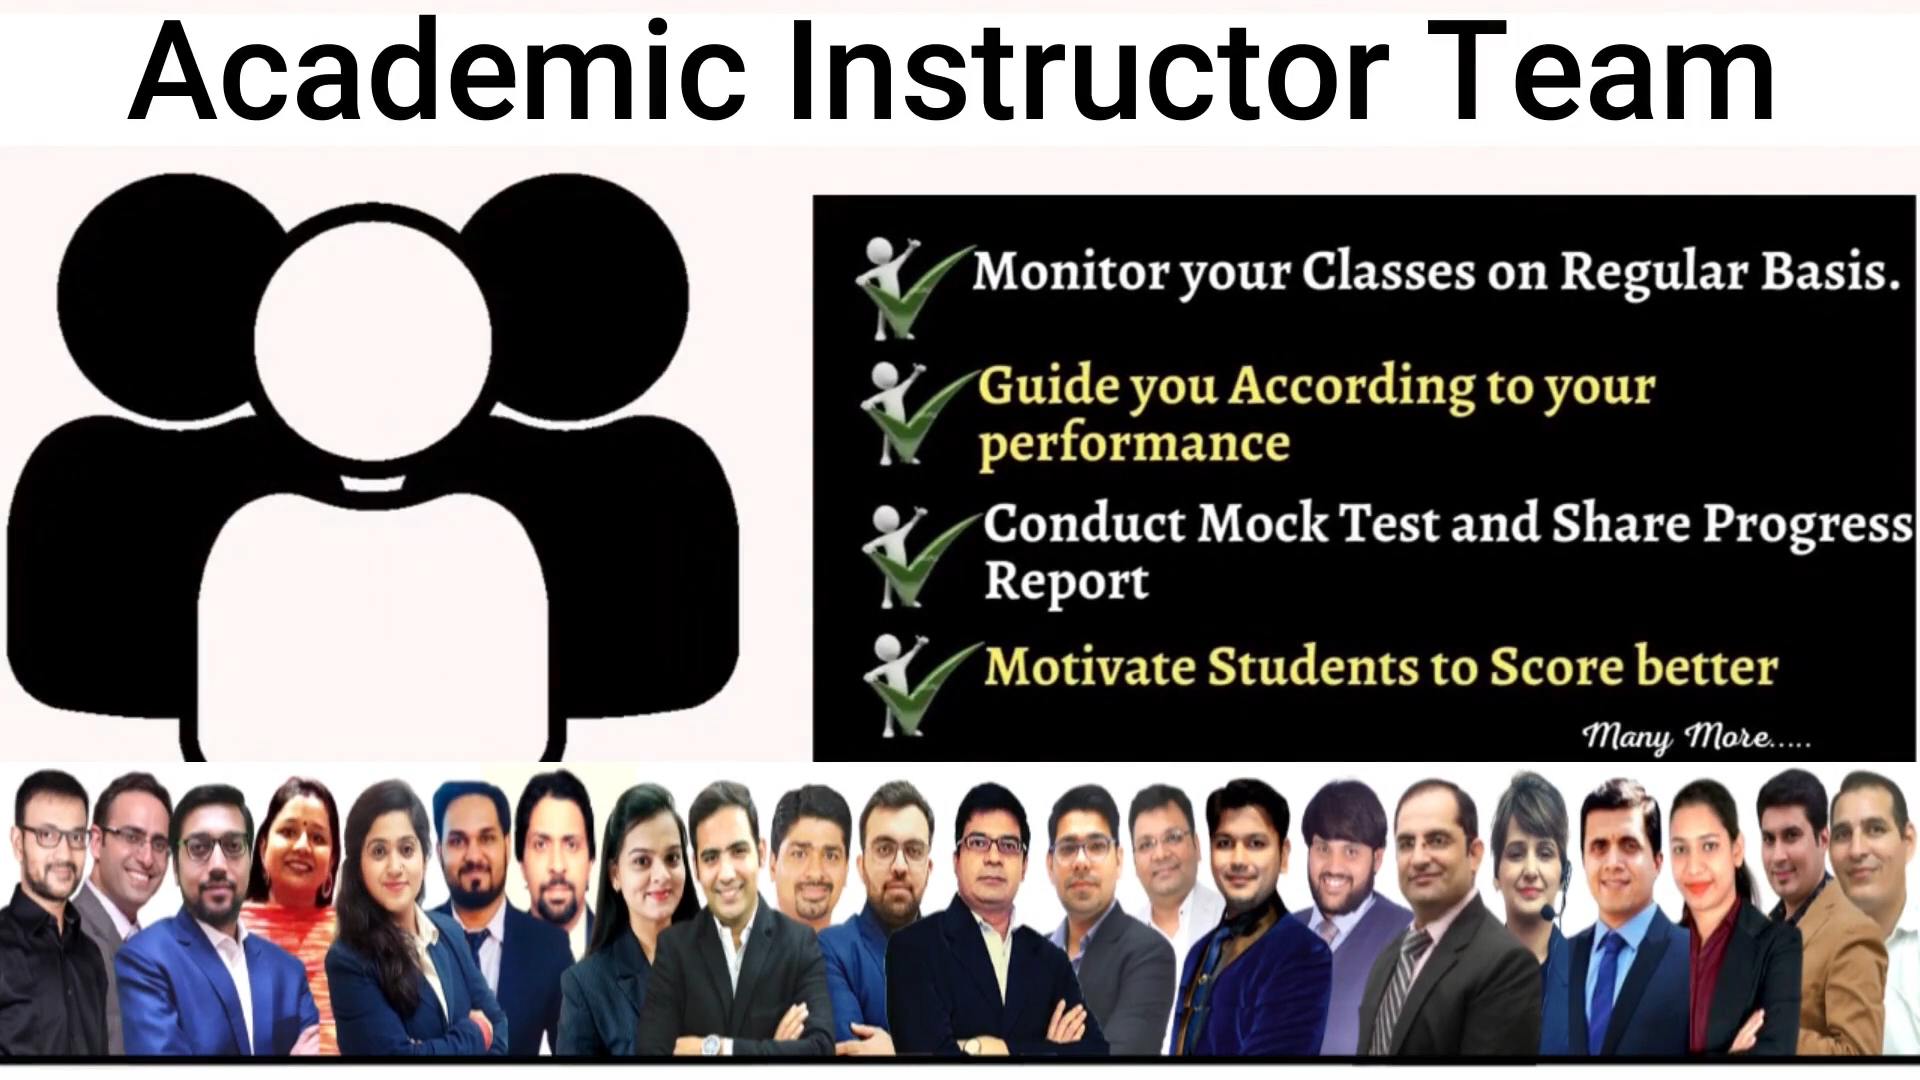 Academic Instructor Team
Monitor your Classes on Regular Basis.
Guide you According to your
performance
Conduct Mock Test and Share Progress
Report
Motivate Students to Score better
Many More.....